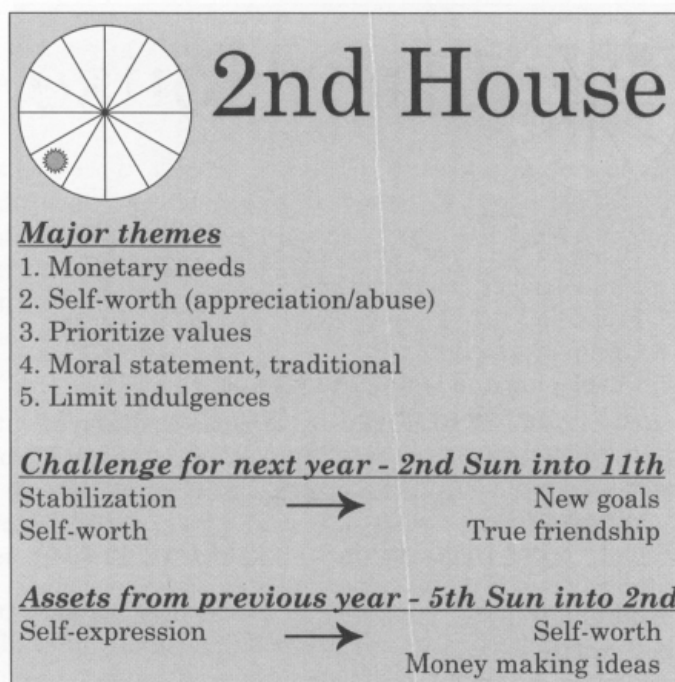 2nd House
Major themes
1. Monetary needs
2. Self-worth (appreciation/abuse)
3. Prioritize values
4. Moral statement, traditional
5. Limit indulgences
Challenge for next year - 2nd Sun into 11th
Stabilization → New goals
Self-worth True friendship
Assets from previous year - 5th Sun into 2nd
Self-expression → Self-worth
Money making ideas